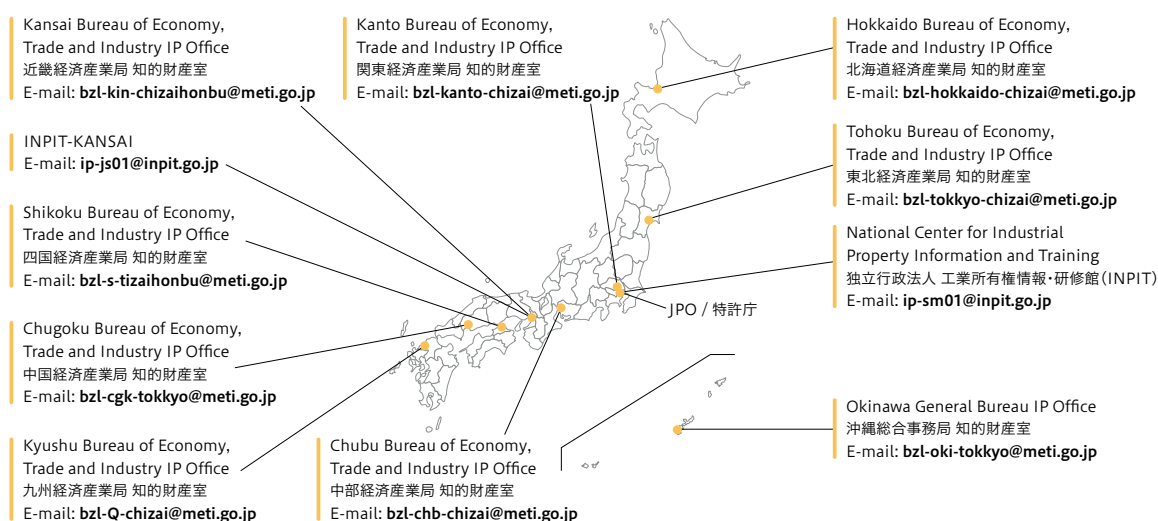 Kansai Bureau of Economy,
Trade and Industry IP Office
近畿経済産業局 知的財産室
E-mail: bzl-kin-chizaihonbu@meti.go.jp
INPIT-KANSAI
E-mail: ip-js01@inpit.go.jp
Shikoku Bureau of Economy,
Trade and Industry IP Office
四国経済産業局 知的財産室
E-mail: bzl-s-tizaihonbu@meti.go.jp
Chugoku Bureau of Economy,
Trade and Industry IP Office
中国経済産業局 知的財産室
E-mail: bzl-cgk-tokkyo@meti.go.jp
Kyushu Bureau of Economy,
Trade and Industry IP Office
九州経済産業局 知的財産室
E-mail: bzl-Q-chizai@meti.go.jp
Kanto Bureau of Economy,
Trade and Industry IP Office
関東経済産業局 知的財産室
E-mail: bzl-kanto-chizai@meti.go.jp
JPO / 特許庁
Chubu Bureau of Economy,
Trade and Industry IP Office
中部経済産業局 知的財産室
E-mail: bzl-chb-chizai@meti.go.jp
Hokkaido Bureau of Economy,
Trade and Industry IP Office
北海道経済産業局 知的財産室
E-mail: bzl-hokkaido-chizai@meti.go.jp
Tohoku Bureau of Economy,
Trade and Industry IP Office
東北経済産業局 知的財産室
E-mail: bzl-tokkyo-chizai@meti.go.jp
National Center for Industrial
Property Information and Training
独立行政法人 工業所有権情報・研修館(INPIT)
E-mail: ip-sm01@inpit.go.jp
Okinawa General Bureau IP Office
沖縄総合事務局 知的財産室
E-mail: bzl-oki-tokkyo@meti.go.jp